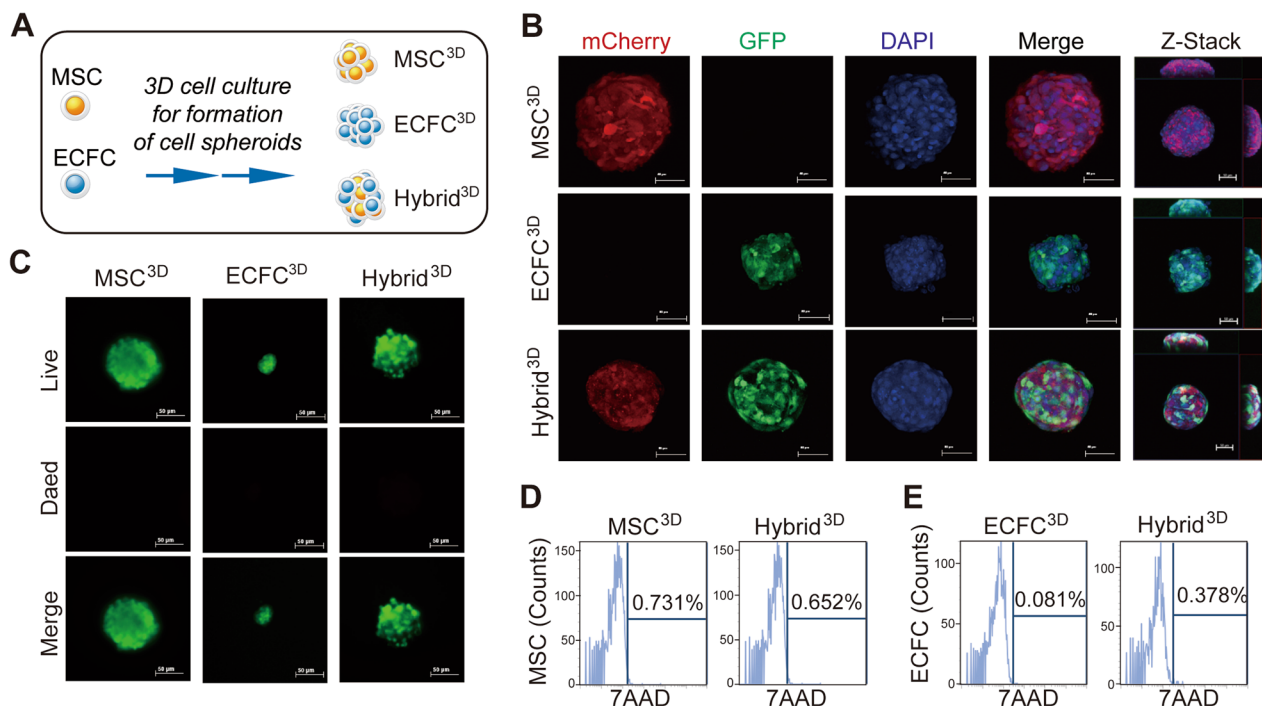 A
MSC
ECFC
3D cell culture
for formation
of cell spheroids
MSC3D
ECFC3D
Hybrid3D
B
mCherry
GFP
DAPI
Merge
Z-Stack
MSC3D
ECFC3D
Hybrid3D
C
MSC3D
ECFC3D
Hybrid3D
Live
50 μm
50 μm
50 μm
Daed
50 μm
50 μm
50 μm
Merge
50 μm
50 μm
50 μm
D
MSC3D
Hybrid3D
MSC (Counts)
150
100
50
0
0.731%
7AAD
150
100
50
0
0.652%
7AAD
E
ECFC3D
Hybrid3D
ECFC (Counts)
100
50
0
0.081%
7AAD
100
50
0
0.378%
7AAD